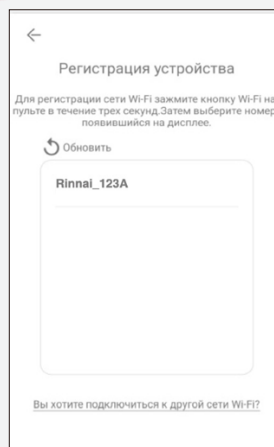 Регистрация устройства
Для регистрации сети Wi-Fi зажмите кнопку Wi-Fi на
пульте в течение трех секунд.Затем выберите номер
появившийся на дисплее.
Обновить
Rinnai_123A
Вы хотите подключиться к другой сети Wi-Fi?